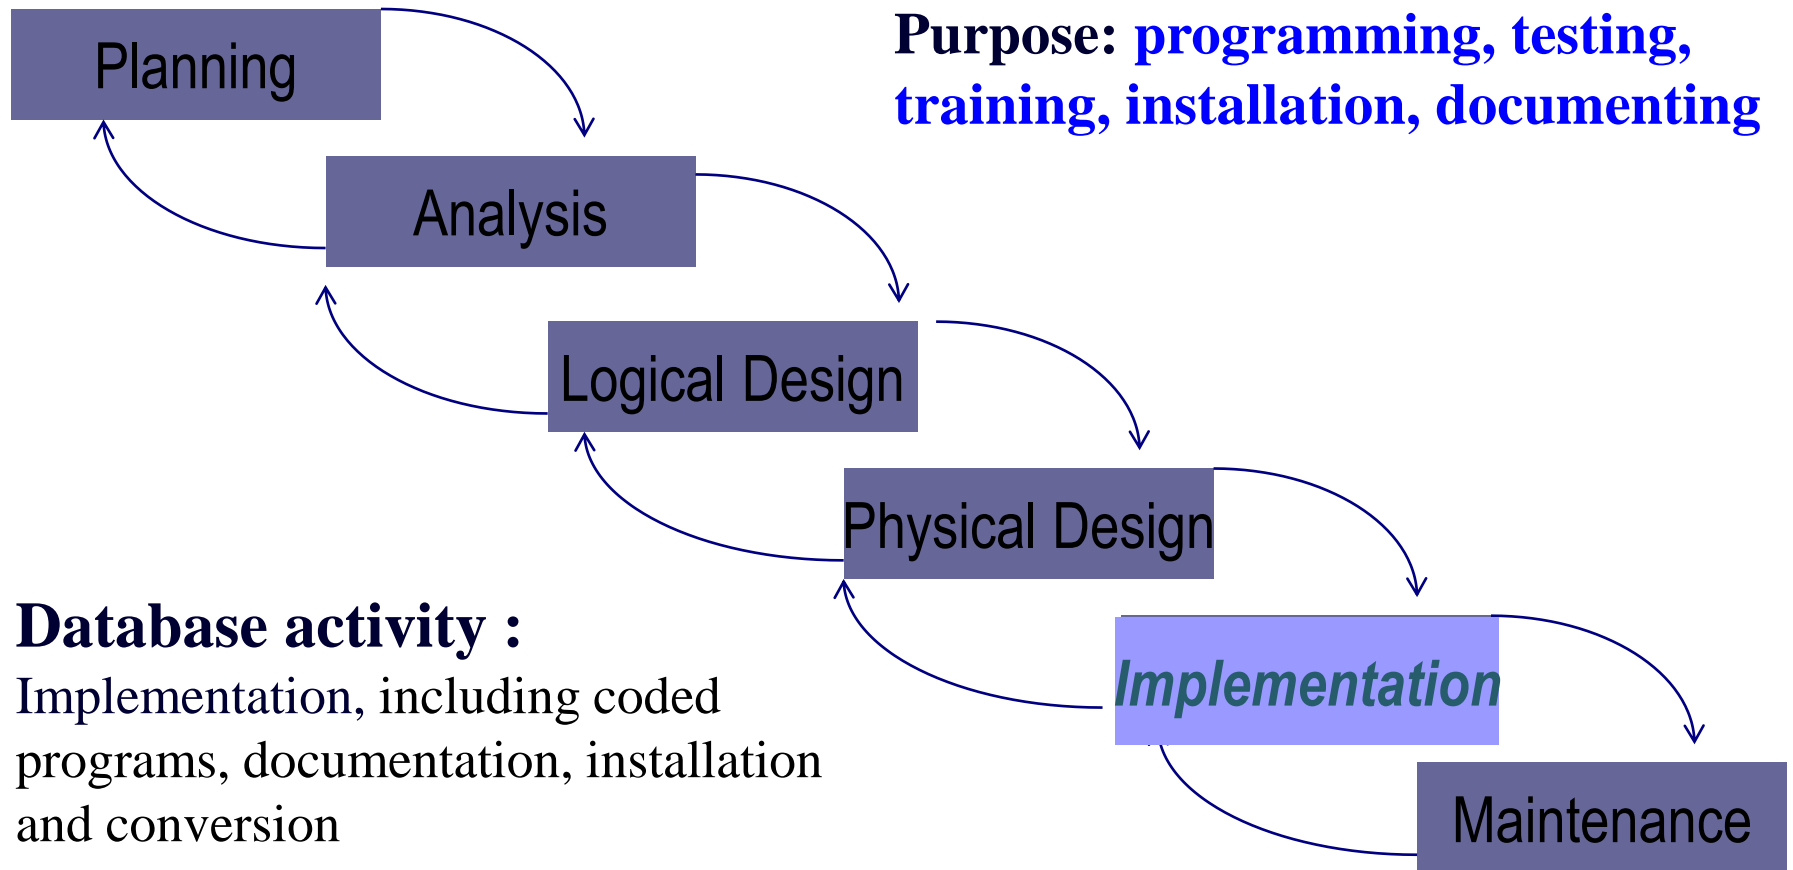 Planning
Purpose: programming, testing,
training, installation, documenting
Analysis
Logical Design
Physical Design
Database activity :
Implementation, including coded
programs, documentation, installation
and conversion
Implementation
Maintenance